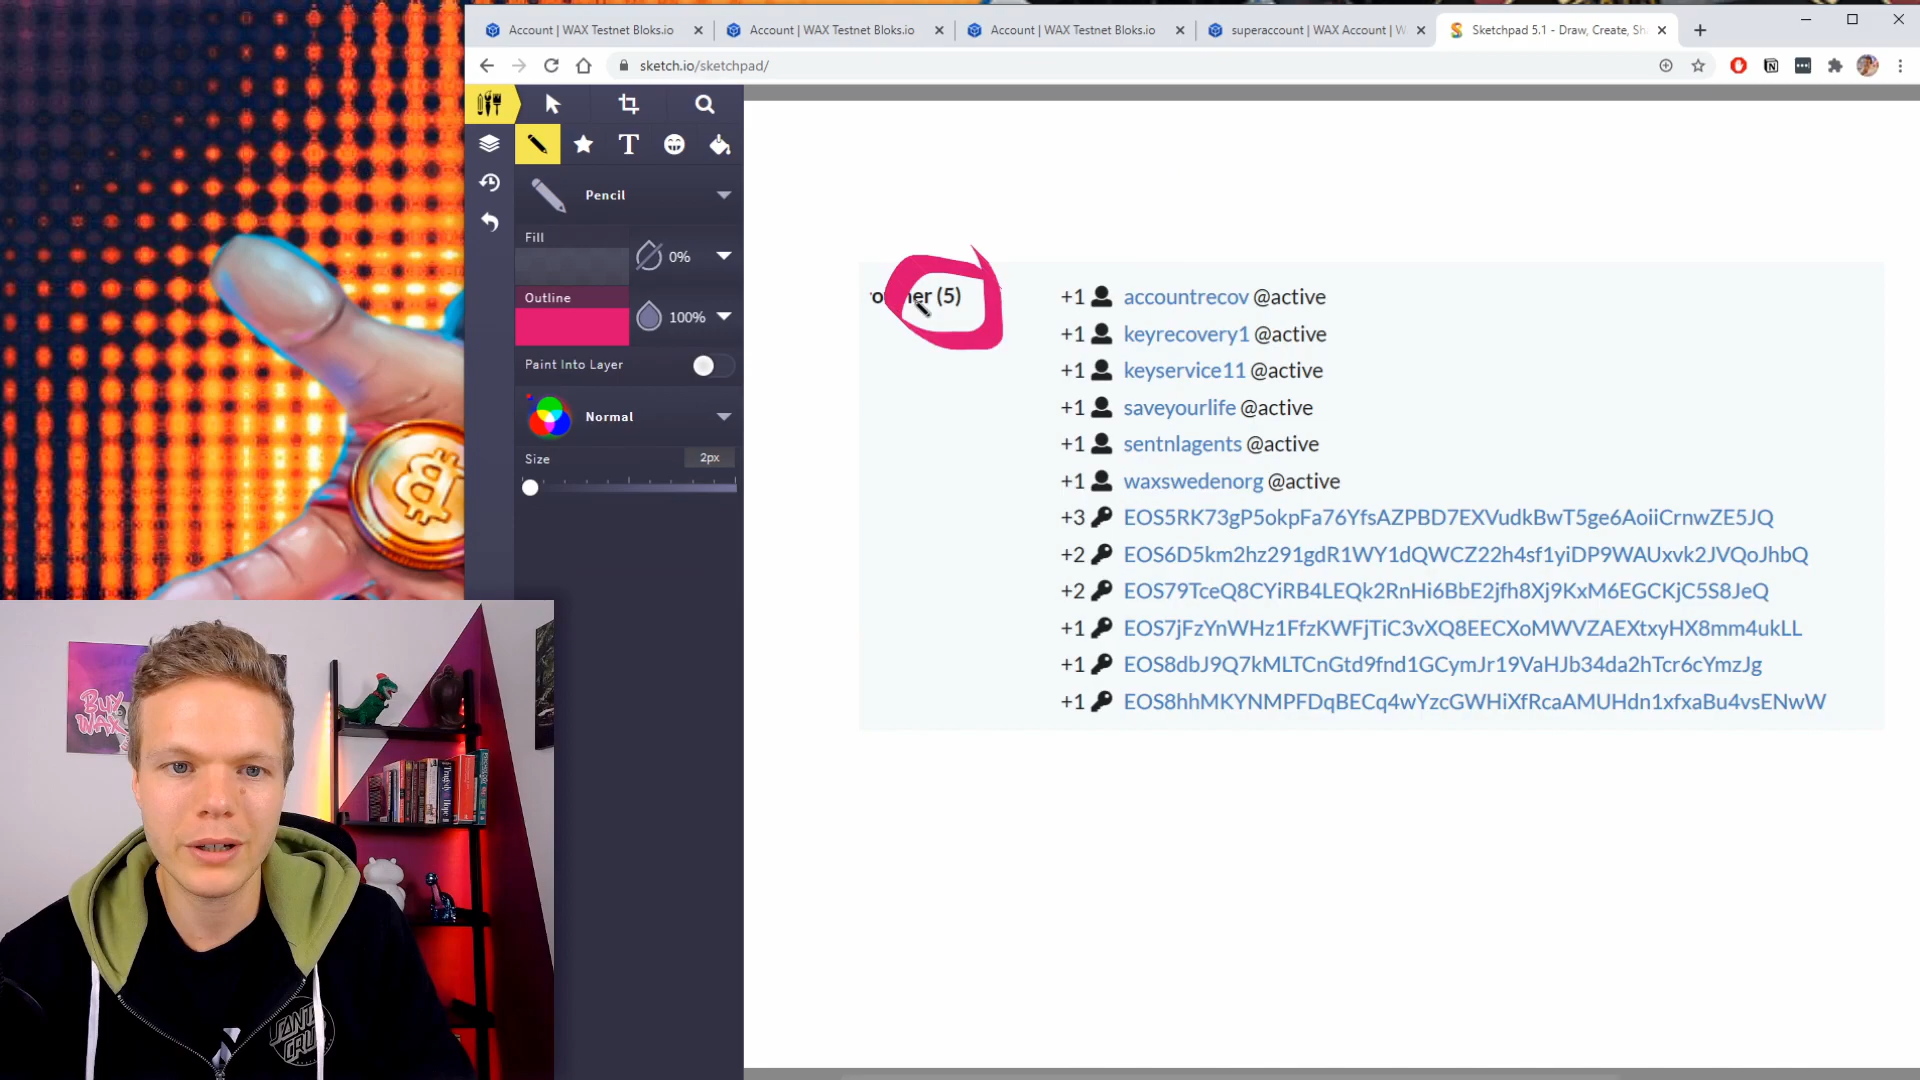 Account | WAX Testnet Bloks.io
Account | WAX Testnet Bloks.io
Account | WAX Testnet Bloks.io
superaccount | WAX Account | W
Sketchpad 5.1 - Draw, Create, Sh
sketch.io/sketchpad/
Pencil
Fill
0%
Outline
100%
Paint Into Layer
Normal
Size
2px
(5)
+1 accountrecov @active
+1 keyrecovery1 @active
+1 keyservice11 @active
+1 saveyourlife @active
+1 sentnlagents @active
+1 waxswedenorg @active
+3 EOS5RK73gP5okpFa76YfsAZPBD7EXVudkBwT5ge6AoiiCrnwZE5JQ
+2 EOS6D5km2hz291gdR1WY1dQWCZ22h4sf1yiDP9WAUxvk2JVQoJhbQ
+2 EOS79TceQ8CYiRB4LEQk2RnHi6BbE2jfh8Xj9KxM6EGCKjC5S8JeQ
+1 EOS7jFzYnWHz1FfzKWFjTiC3vXQ8EECXoMWVZAEXtxyHX8mm4ukLL
+1 EOS8dbJ9Q7kMLTCnGtd9fnd1GCymJr19VaHJb34da2hTcr6cYmzJg
+1 EOS8hhMKYNMPFDqBECq4wYzcGWHiXfRcaAMUHdn1xfxaBu4vsENwW
BUY
WAX